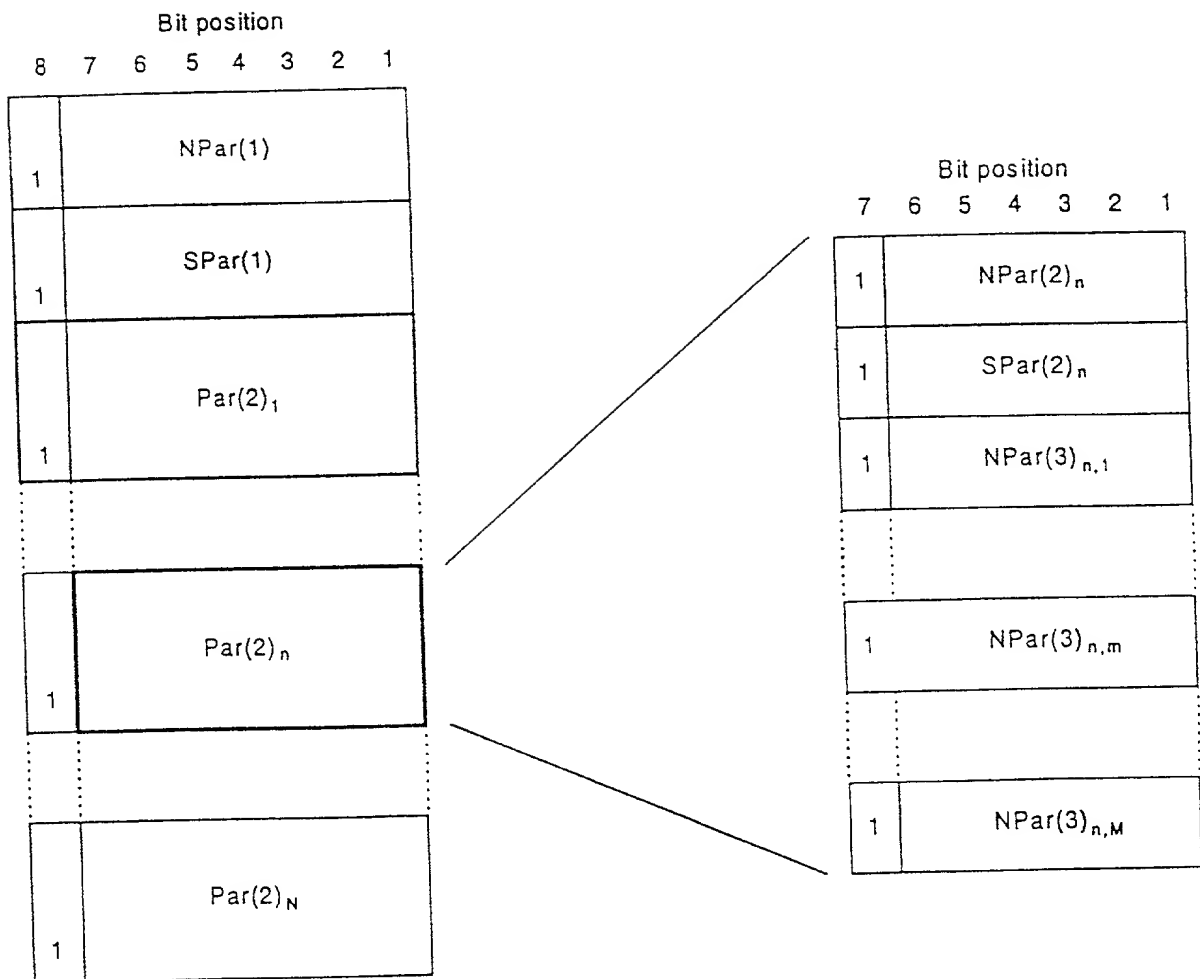 Bit position
8 7 6 5 4 3 2 1
NPar(1)
1
SPar(1)
1
Par(2)₁
1
Par(2)ₙ
1
Par(2)N
1
Bit position
7 6 5 4 3 2 1
1 NPar(2)ₙ
1 SPar(2)ₙ
1 NPar(3)n,1
1 NPar(3)n,m
1 NPar(3)n,M